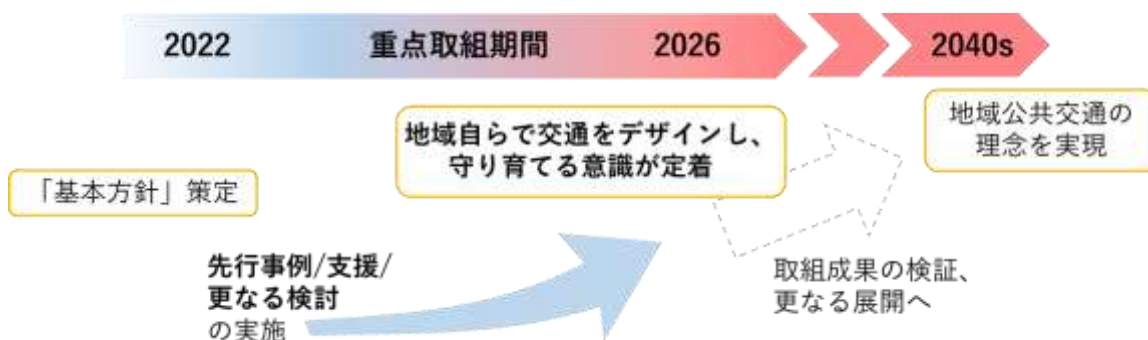 2022 重点取組期間 2026 2040s
地域公共交通の
理念を実現
地域自らで交通をデザインし、
守り育てる意識が定着
「基本方針」策定
先行事例/支援/
更なる検討
の実施
取組成果の検証、
更なる展開へ